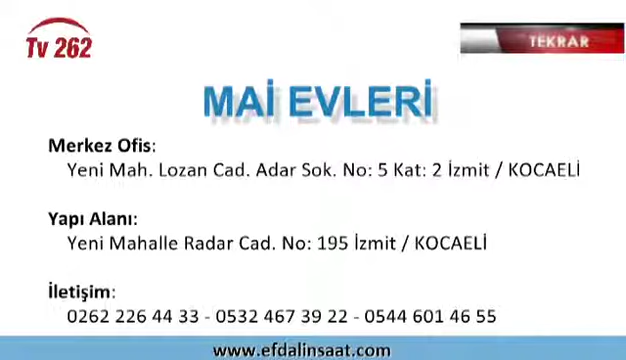 Tv 262
TEKRAR
MAİ EVLERİ
Merkez Ofis:
Yeni Mah. Lozan Cad. Adar Sok. No: 5 Kat: 2 İzmit / KOCAELİ
Yapı Alanı:
Yeni Mahalle Radar Cad. No: 195 İzmit / KOCAELİ
İletişim:
0262 226 44 33 - 0532 467 39 22 - 0544 601 46 55
www.efdalinsaat.com